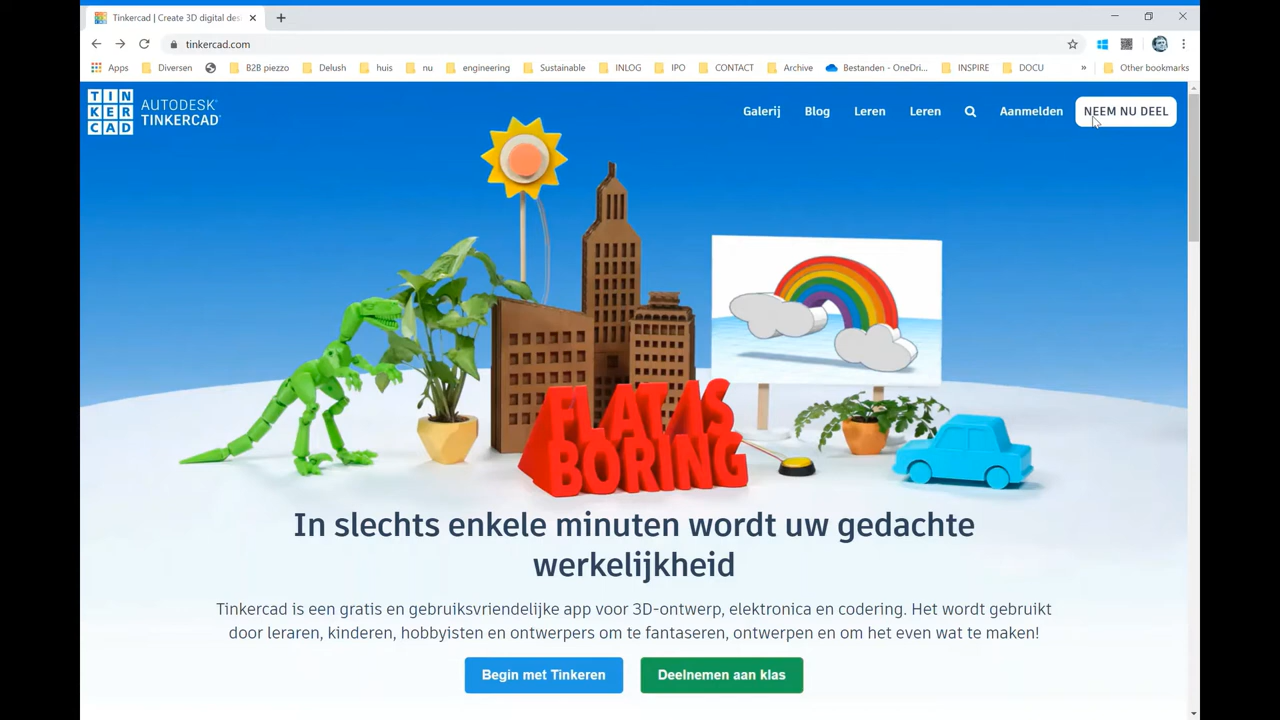 Tinkercad | Create 3D digital des
tinkercad.com
Apps Diversen B2B piezzo Delush huis nu engineering Sustainable INLOG IPO CONTACT Archive Bestanden - OneDri... INSPIRE DOCU » Other bookmarks
TIN
KER
CAD
AUTODESK®
TINKERCAD®
Galerij Blog Leren Leren Aanmelden NEEM NU DEEL
FLAT IS
BORING
In slechts enkele minuten wordt uw gedachte
werkelijkheid
Tinkercad is een gratis en gebruiksvriendelijke app voor 3D-ontwerp, elektronica en codering. Het wordt gebruikt
door leraren, kinderen, hobbyisten en ontwerpers om te fantaseren, ontwerpen en om het even wat te maken!
Begin met Tinkeren Deelnemen aan klas